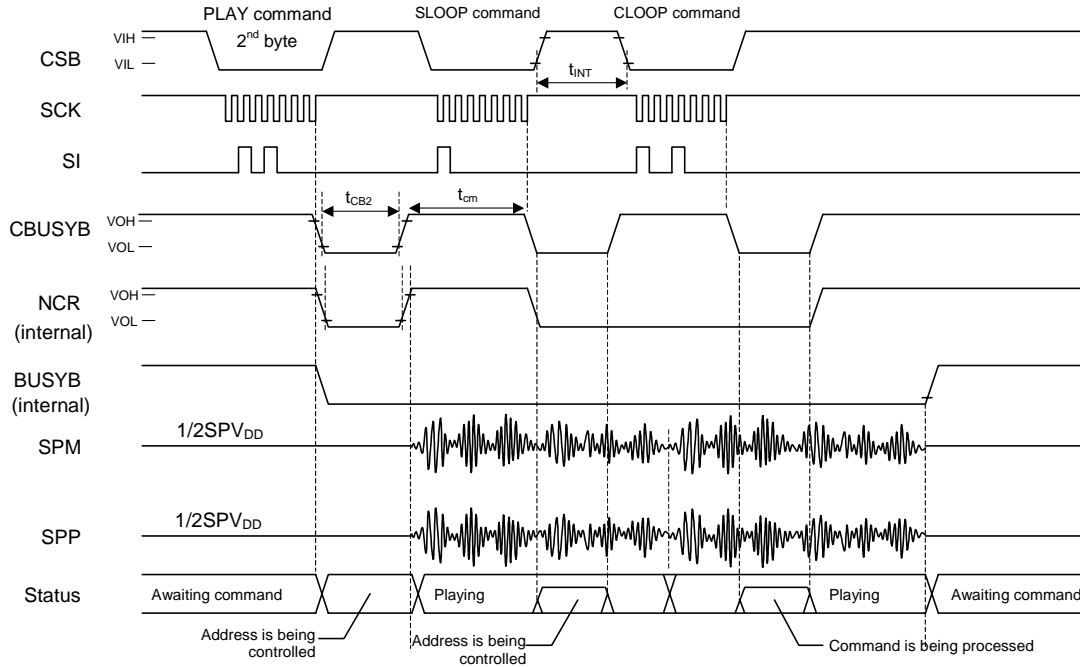 PLAY command
2nd byte
SLOOP command
CLOOP command
CSB
VIH
VIL
tINT
SCK
SI
tCB2
tcm
CBUSYB
VOH
VOL
NCR
(internal)
VOH
VOL
BUSYB
(internal)
1/2SPVDD
SPM
1/2SPVDD
SPP
Status
Awaiting command
Playing
Playing
Awaiting command
Address is being
controlled
Address is being
controlled
Command is being processed